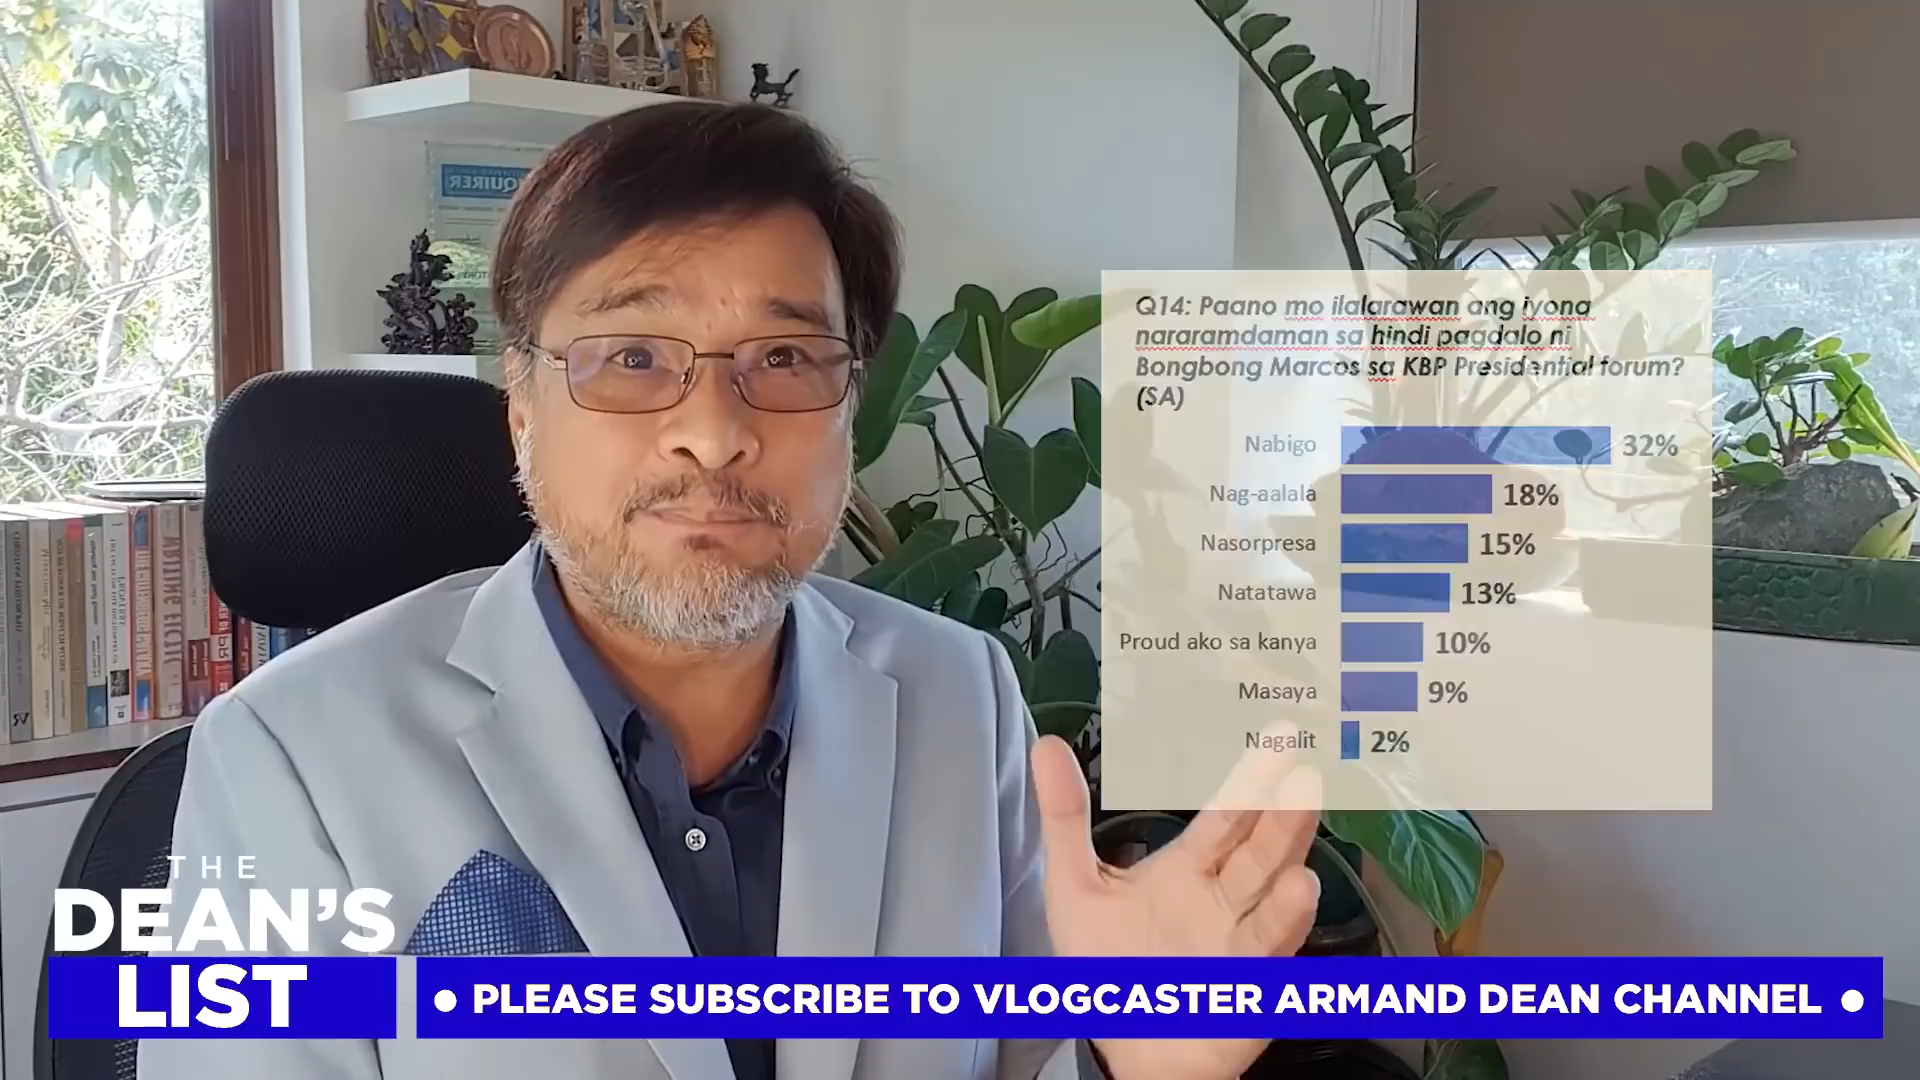 Q14: Paano mo ilalarawan ang iyona
nararamdaman sa hindi pagdalo ni
Bongbong Marcos sa KBP Presidential forum?
(SA)
Nabigo 32%
Nag-aalala 18%
Nasorpresa 15%
Natatawa 13%
Proud ako sa kanya 10%
Masaya 9%
Nagalit 2%
THE
DEAN'S
LIST
• PLEASE SUBSCRIBE TO VLOGCASTER ARMAND DEAN CHANNEL •